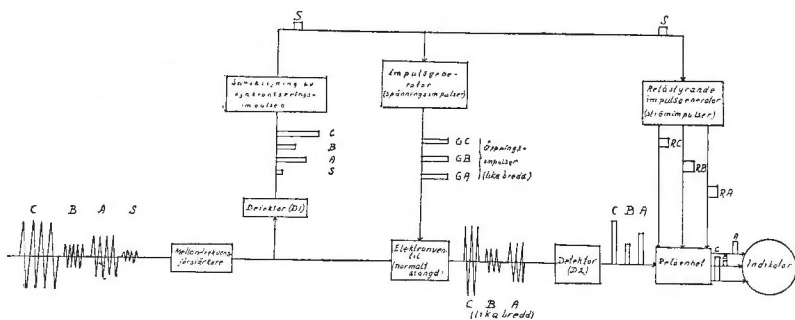 S
S
Särskiljning av
synkroniserings-
impulsen
Impulsgene-
rator
(spänningsimpulser)
Relästyrande
impulsgenerator
(strömimpulser)
C
B
A
S
GC
GB
GA
Öppnings-
impulser
(lika bredd)
RC
RB
RA
Detektor (D1)
C B A S
Mellanfrekvens-
förstärkare
Elektronven-
til
(normalt
stängd)
C B A
(lika bredd)
Detektor
(D2)
C B A
Reläenhet
C
B
A
Indikator